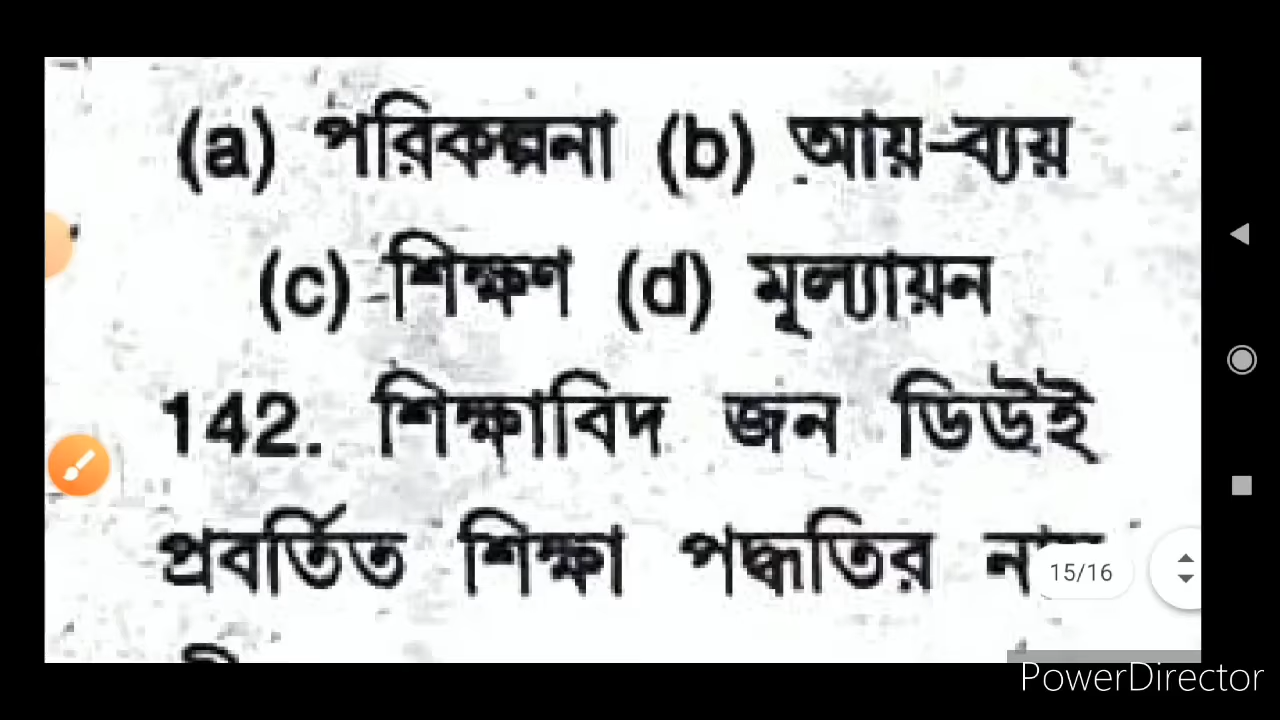 (a) পরিকল্পনা (b) আয়-ব্যয়
(c) শিক্ষণ (d) মূল্যায়ন
142. শিক্ষাবিদ জন ডিউই
প্রবর্তিত শিক্ষা পদ্ধতির
15/16
PowerDirector